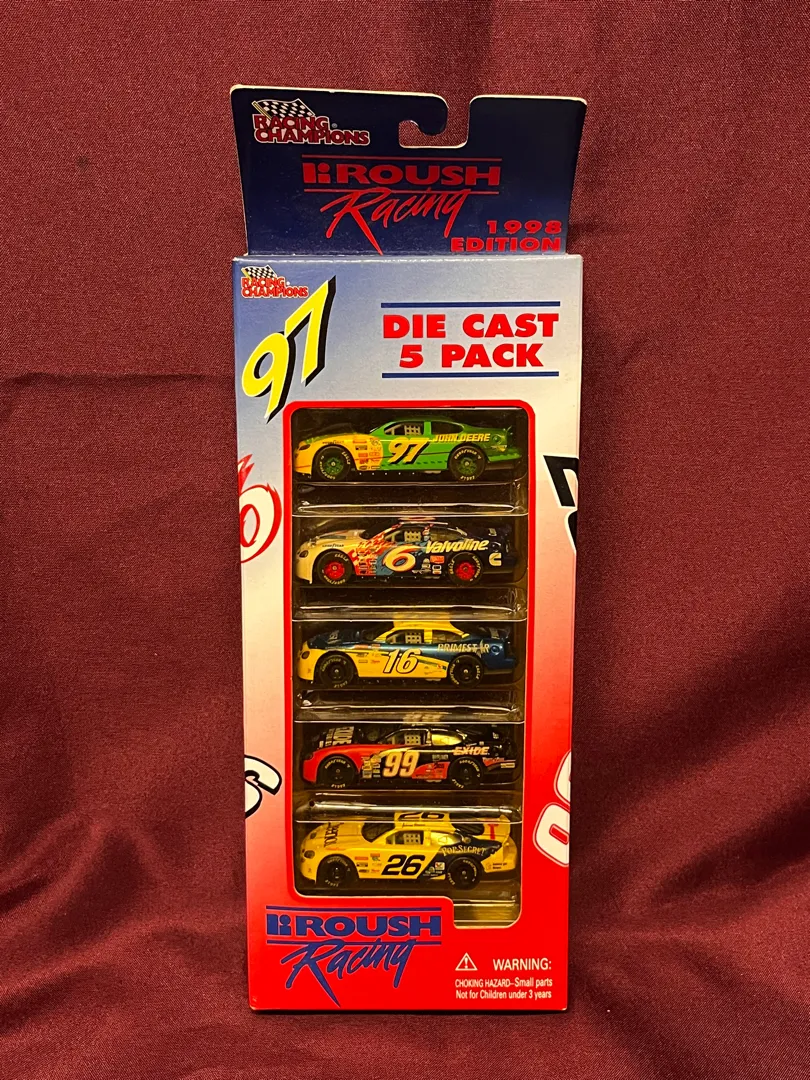 RACING
CHAMPIONS
ROUSH
Racing
1998
EDITION
RACING
CHAMPIONS
97
DIE CAST
5 PACK
97
JOHN DEERE
6
Valvoline
16
PRIMESTAR
99
EXIDE
26
26
POP SECRET
ROUSH
Racing
WARNING:
CHOKING HAZARD–Small parts
Not for Children under 3 years